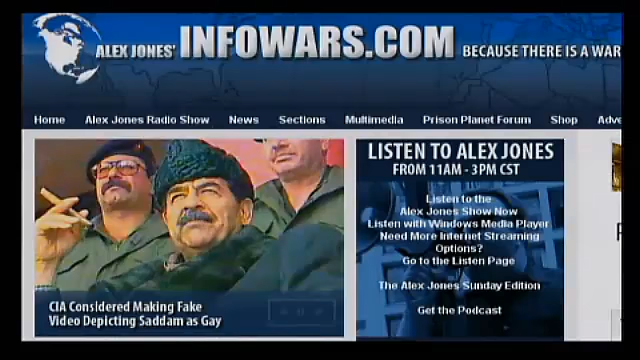 ALEX JONES' INFOWARS.COM BECAUSE THERE IS A WAR
Home Alex Jones Radio Show News Sections Multimedia Prison Planet Forum Shop Adve
LISTEN TO ALEX JONES
FROM 11AM - 3PM CST
Listen to the
Alex Jones Show Now
Listen with Windows Media Player
Need More Internet Streaming
Options?
Go to the Listen Page
The Alex Jones Sunday Edition
Get the Podcast
CIA Considered Making Fake
Video Depicting Saddam as Gay